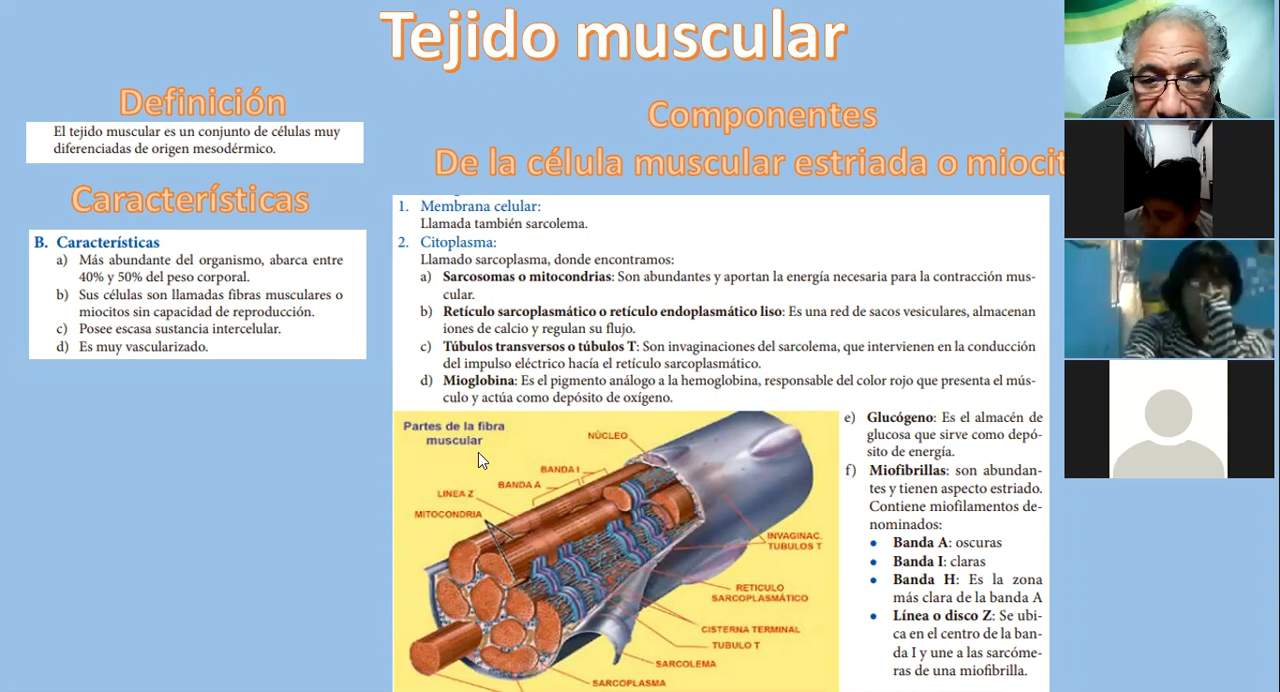 Tejido muscular
Definición
El tejido muscular es un conjunto de células muy
diferenciadas de origen mesodérmico.
Características
B. Características
a) Más abundante del organismo, abarca entre
40% y 50% del peso corporal.
b) Sus células son llamadas fibras musculares o
miocitos sin capacidad de reproducción.
c) Posee escasa sustancia intercelular.
d) Es muy vascularizado.
Componentes
De la célula muscular estriada o miocit
1. Membrana celular:
Llamada también sarcolema.
2. Citoplasma:
Llamado sarcoplasma, donde encontramos:
a) Sarcosomas o mitocondrias: Son abundantes y aportan la energía necesaria para la contracción mus-
cular.
b) Retículo sarcoplasmático o retículo endoplasmático liso: Es una red de sacos vesiculares, almacenan
iones de calcio y regulan su flujo.
c) Túbulos transversos o túbulos T: Son invaginaciones del sarcolema, que intervienen en la conducción
del impulso eléctrico hacía el retículo sarcoplasmático.
d) Mioglobina: Es el pigmento análogo a la hemoglobina, responsable del color rojo que presenta el mús-
culo y actúa como depósito de oxígeno.
Partes de la fibra
muscular
NÚCLEO
BANDA I
BANDA A
LINEA Z
MITOCONDRIA
INVAGINAC.
TUBULOS T
RETICULO
SARCOPLASMÁTICO
CISTERNA TERMINAL
TUBULO T
SARCOLEMA
SARCOPLASMA
e) Glucógeno: Es el almacén de
glucosa que sirve como depó-
sito de energía.
f) Miofibrillas: son abundan-
tes y tienen aspecto estriado.
Contiene miofilamentos de-
nominados:
• Banda A: oscuras
• Banda I: claras
• Banda H: Es la zona
más clara de la banda A
• Línea o disco Z: Se ubi-
ca en el centro de la ban-
da I y une a las sarcóme-
ras de una miofibrilla.